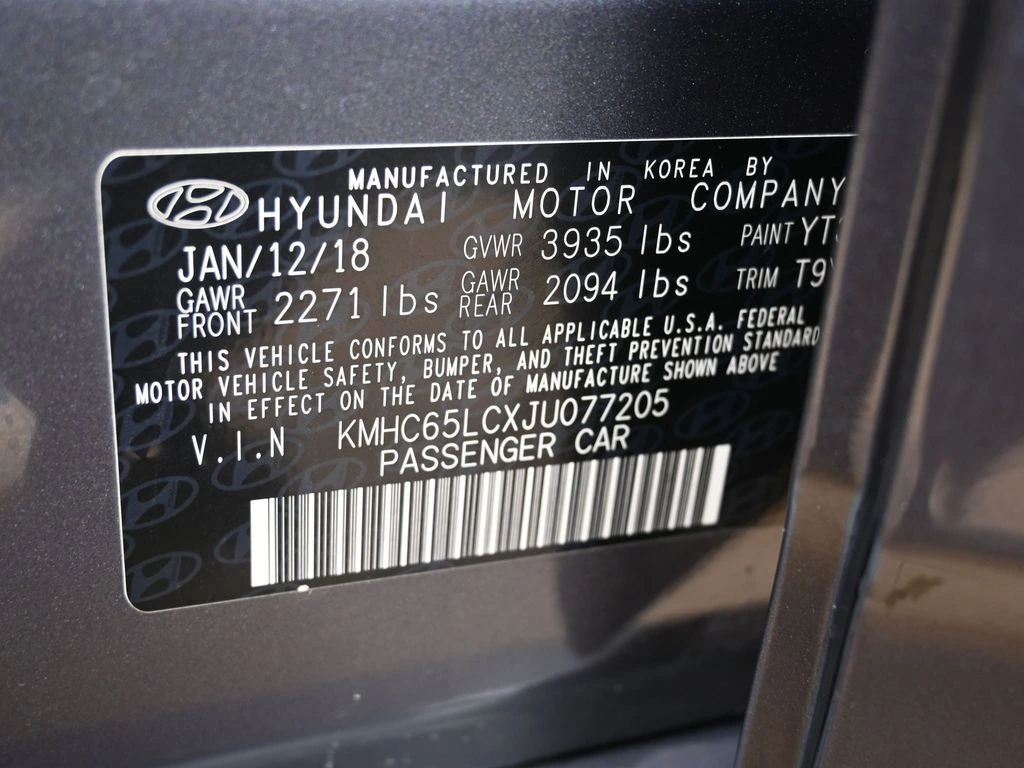 MANUFACTURED IN KOREA BY
HYUNDAI MOTOR COMPANY
JAN/12/18 GVWR 3935 lbs PAINT
GAWR FRONT 2271 lbs GAWR REAR 2094 lbs TRIM
THIS VEHICLE CONFORMS TO ALL APPLICABLE U.S.A. FEDERAL
MOTOR VEHICLE SAFETY, BUMPER, AND THEFT PREVENTION STANDARD
IN EFFECT ON THE DATE OF MANUFACTURE SHOWN ABOVE
V.I.N KMHC65LCXJU077205
PASSENGER CAR